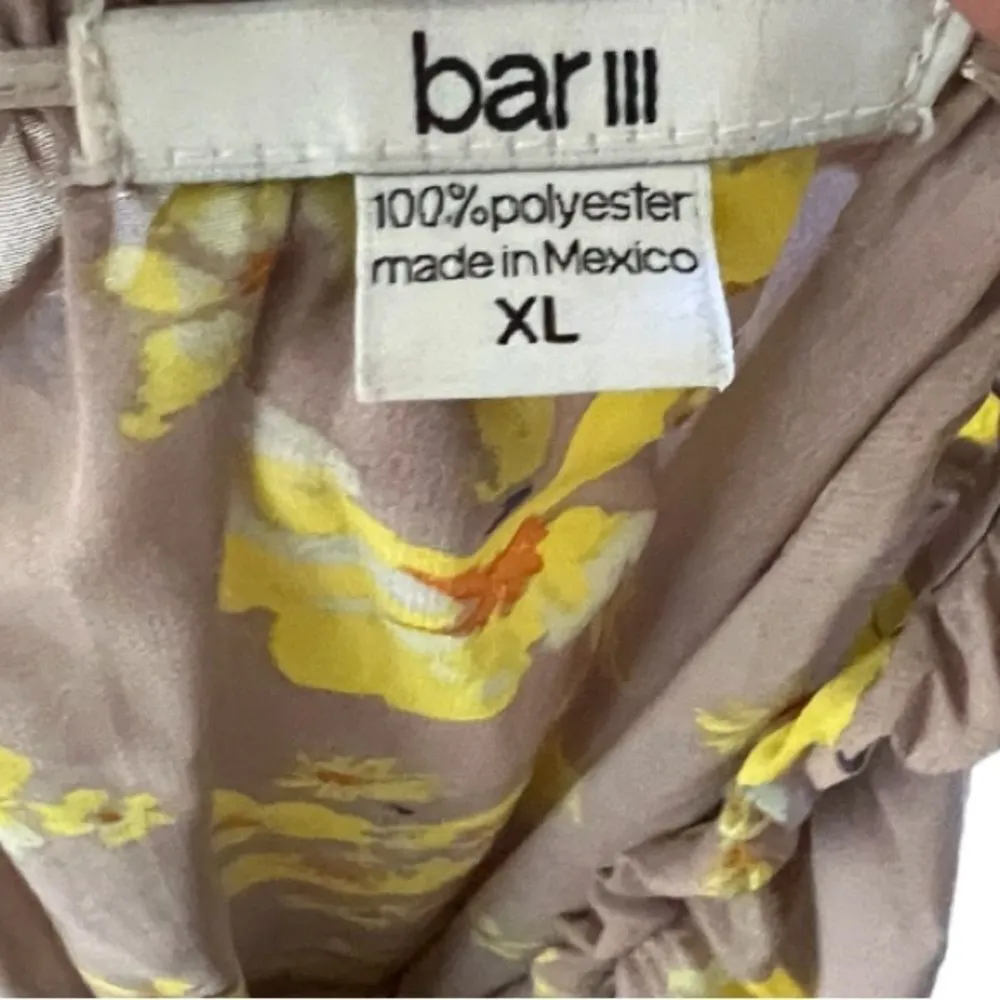 bar III
100% polyester
made in Mexico
XL